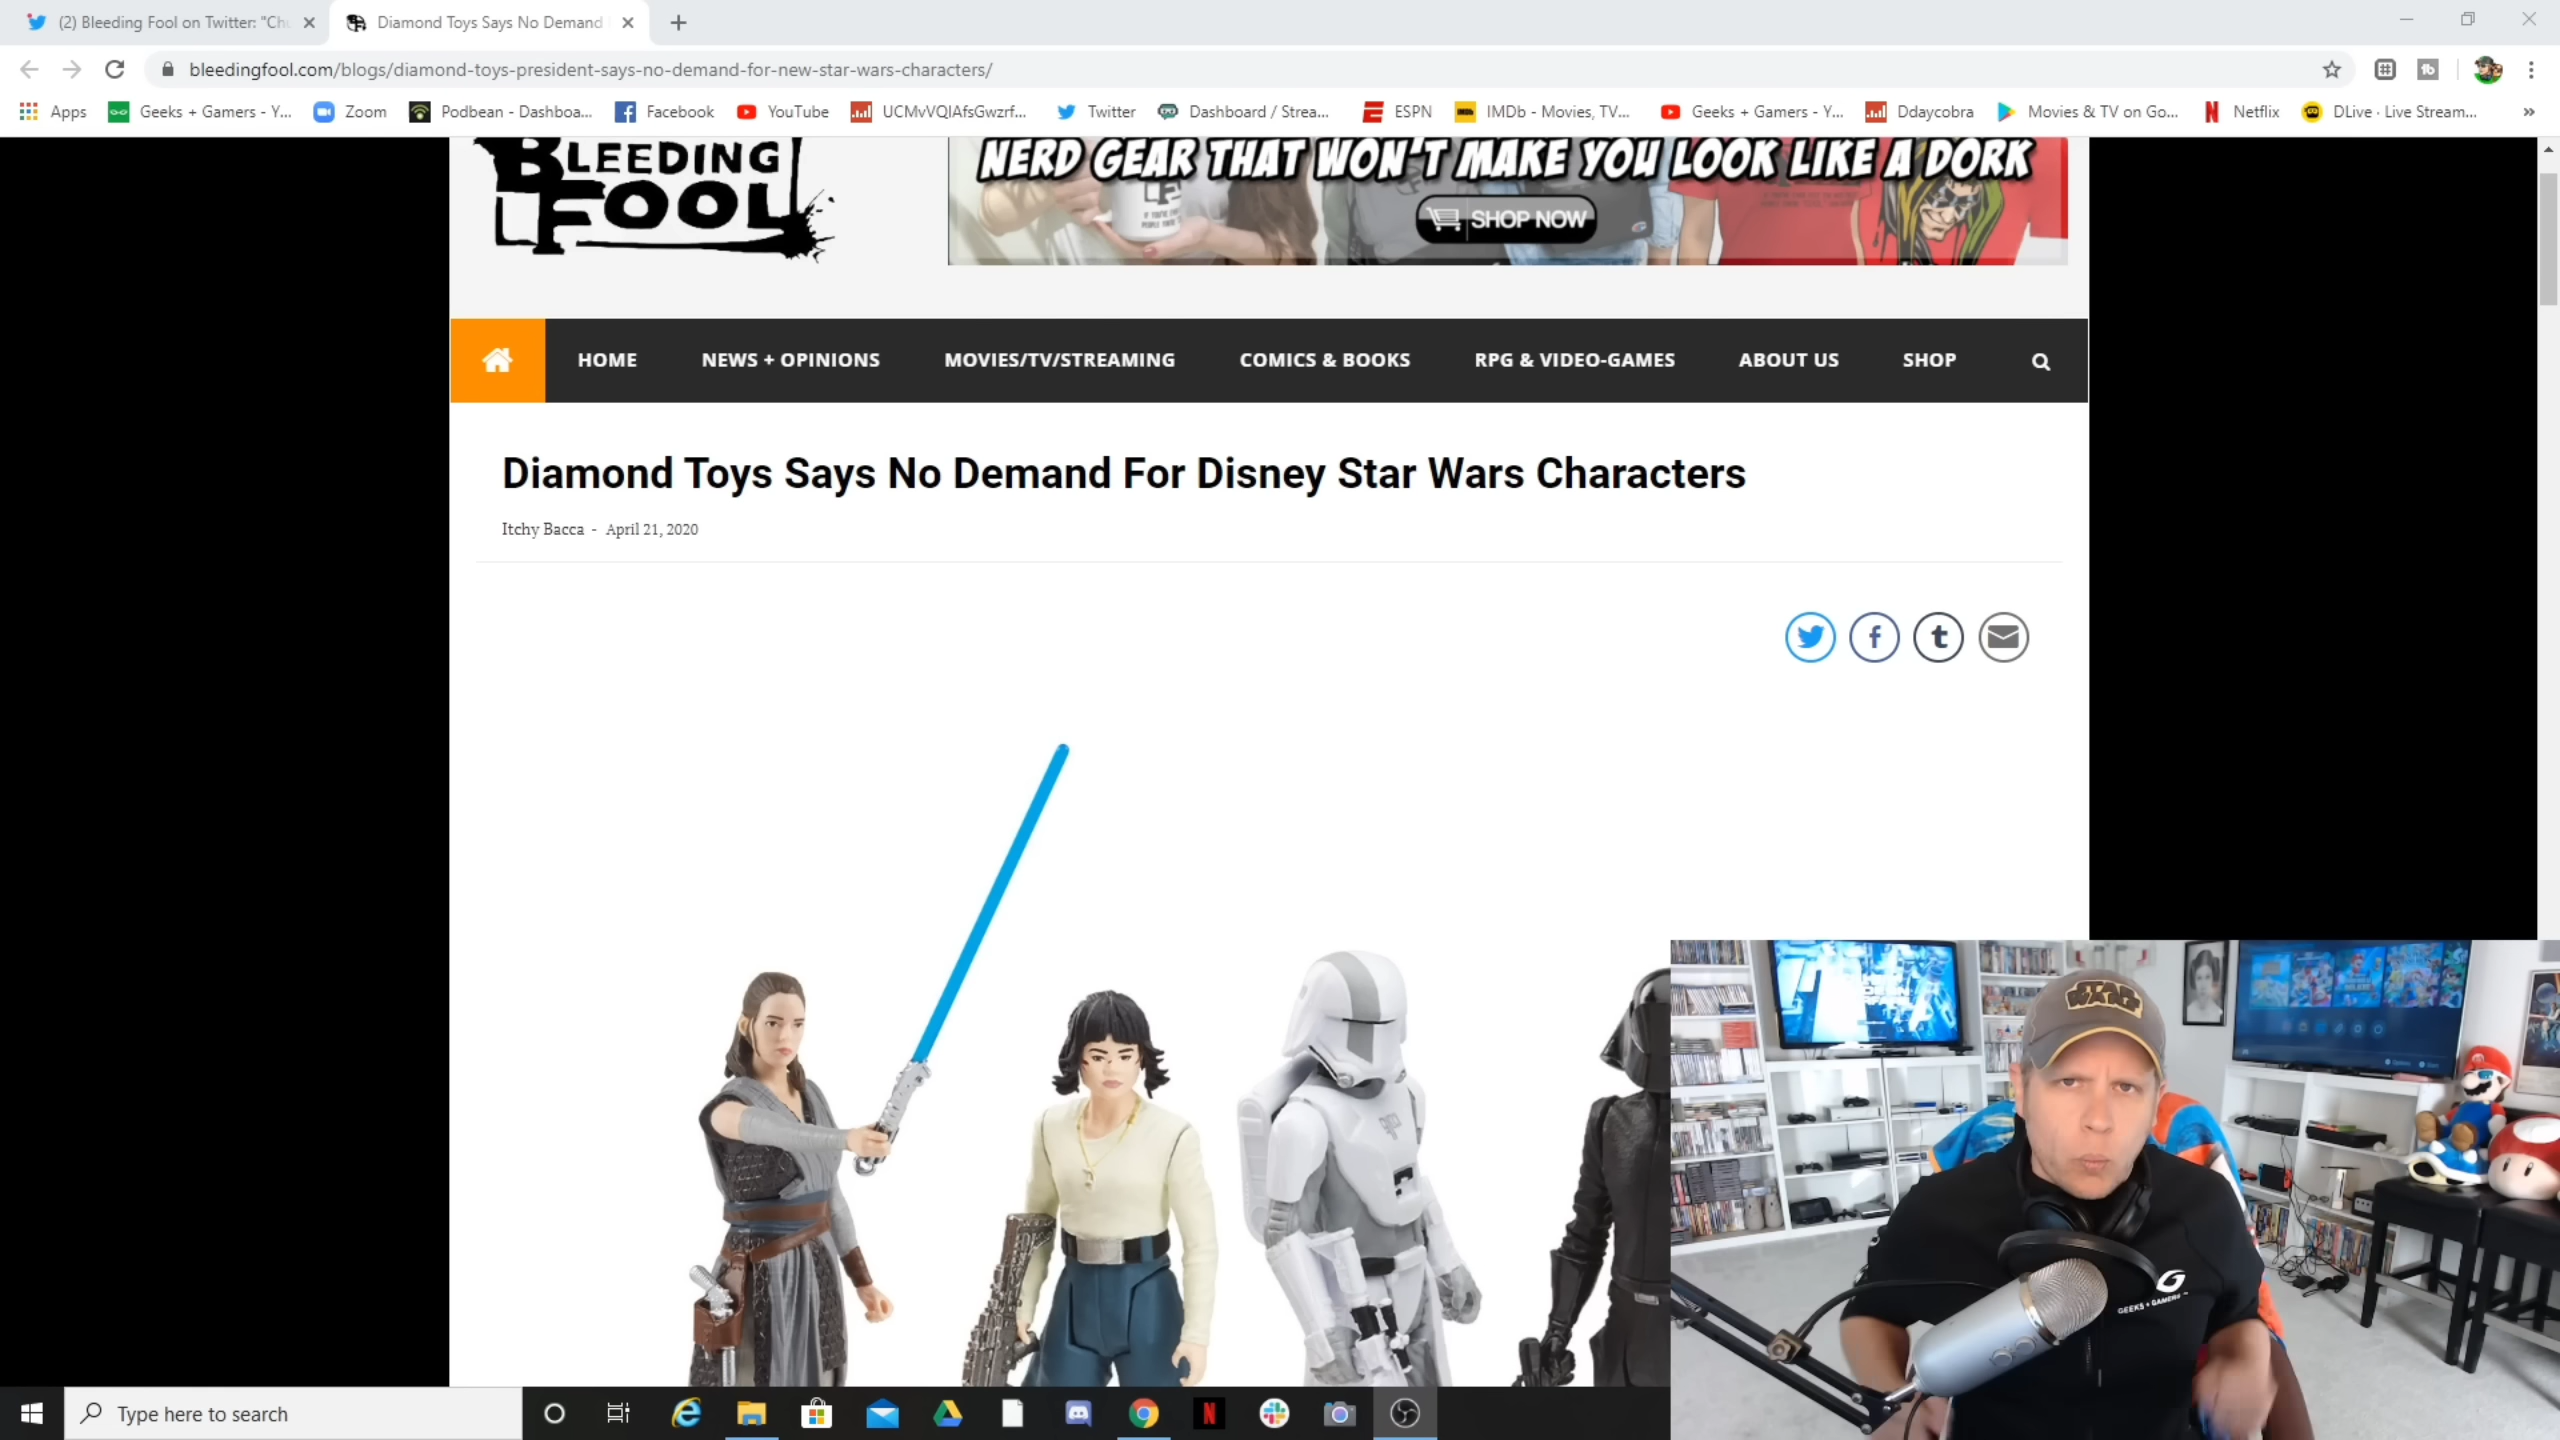 (2) Bleeding Fool on Twitter: "Ch
Diamond Toys Says No Demand
bleedingfool.com/blogs/diamond-toys-president-says-no-demand-for-new-star-wars-characters/
Apps
Geeks + Gamers - Y...
Zoom
Podbean - Dashboa...
Facebook
YouTube
UCMvVQIAfsGwzrf...
Twitter
Dashboard / Strea...
ESPN
IMDb - Movies, TV...
Geeks + Gamers - Y...
Ddaycobra
Movies & TV on Go...
Netflix
DLive · Live Stream...
BLEEDING
FOOL
NERD GEAR THAT WON'T MAKE YOU LOOK LIKE A DORK
SHOP NOW
HOME
NEWS + OPINIONS
MOVIES/TV/STREAMING
COMICS & BOOKS
RPG & VIDEO-GAMES
ABOUT US
SHOP
Diamond Toys Says No Demand For Disney Star Wars Characters
Itchy Bacca - April 21, 2020
STAR
WARS
GEEKS + GAMERS
Type here to search